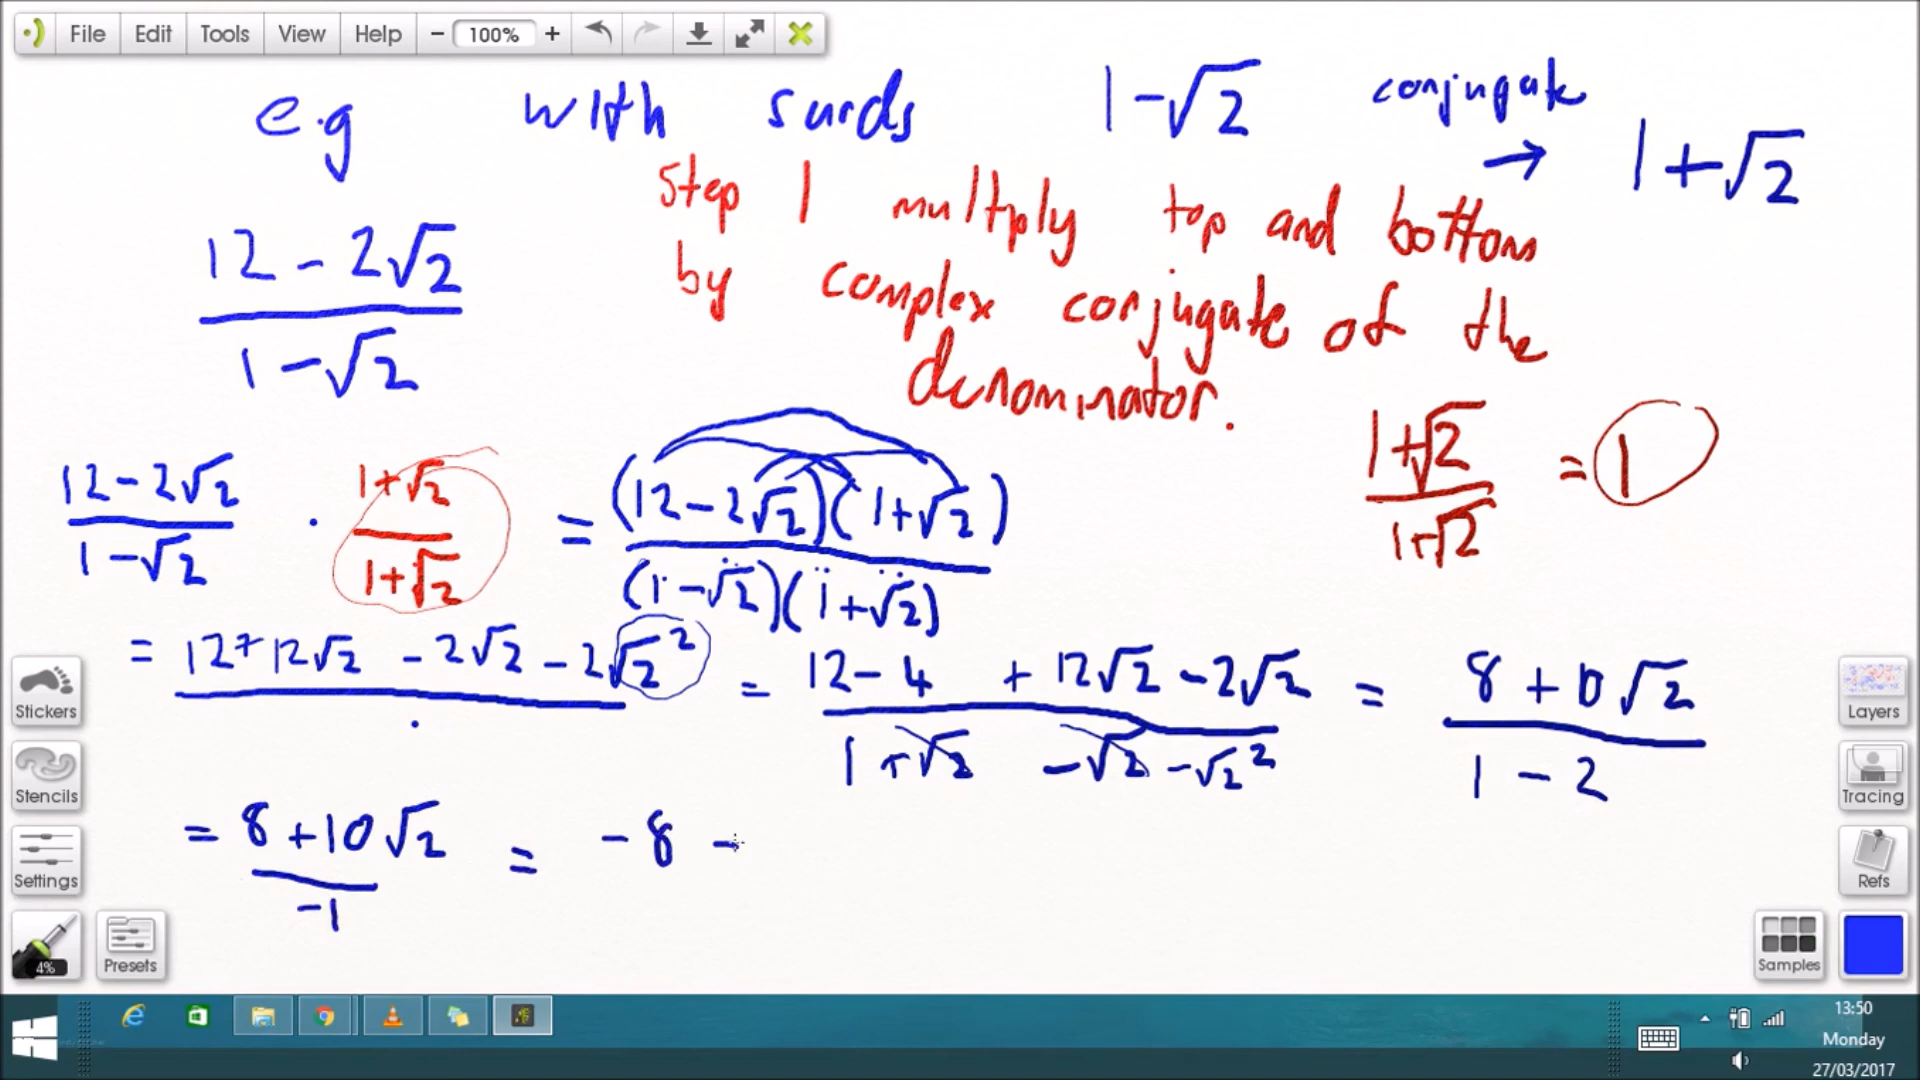 File Edit Tools View Help − 100% +
e.g with surds 1-√2 conjugate → 1+√2
Step 1 multiply top and bottom
by complex conjugate of the
denominator.
12-2√2
1-√2
12-2√2 / 1-√2 · 1+√2 / 1+√2 = (12-2√2)(1+√2) / (1-√2)(1+√2)
1+√2 / 1+√2 = 1
= 12+12√2 -2√2 -2√2² = 12-4 +12√2 -2√2 / 1+√2 -√2 -√2² = 8+10√2 / 1-2
= 8+10√2 / -1 = -8 -
Stickers
Stencils
Settings
4%
Presets
Layers
Tracing
Refs
Samples
13:50
Monday
27/03/2017